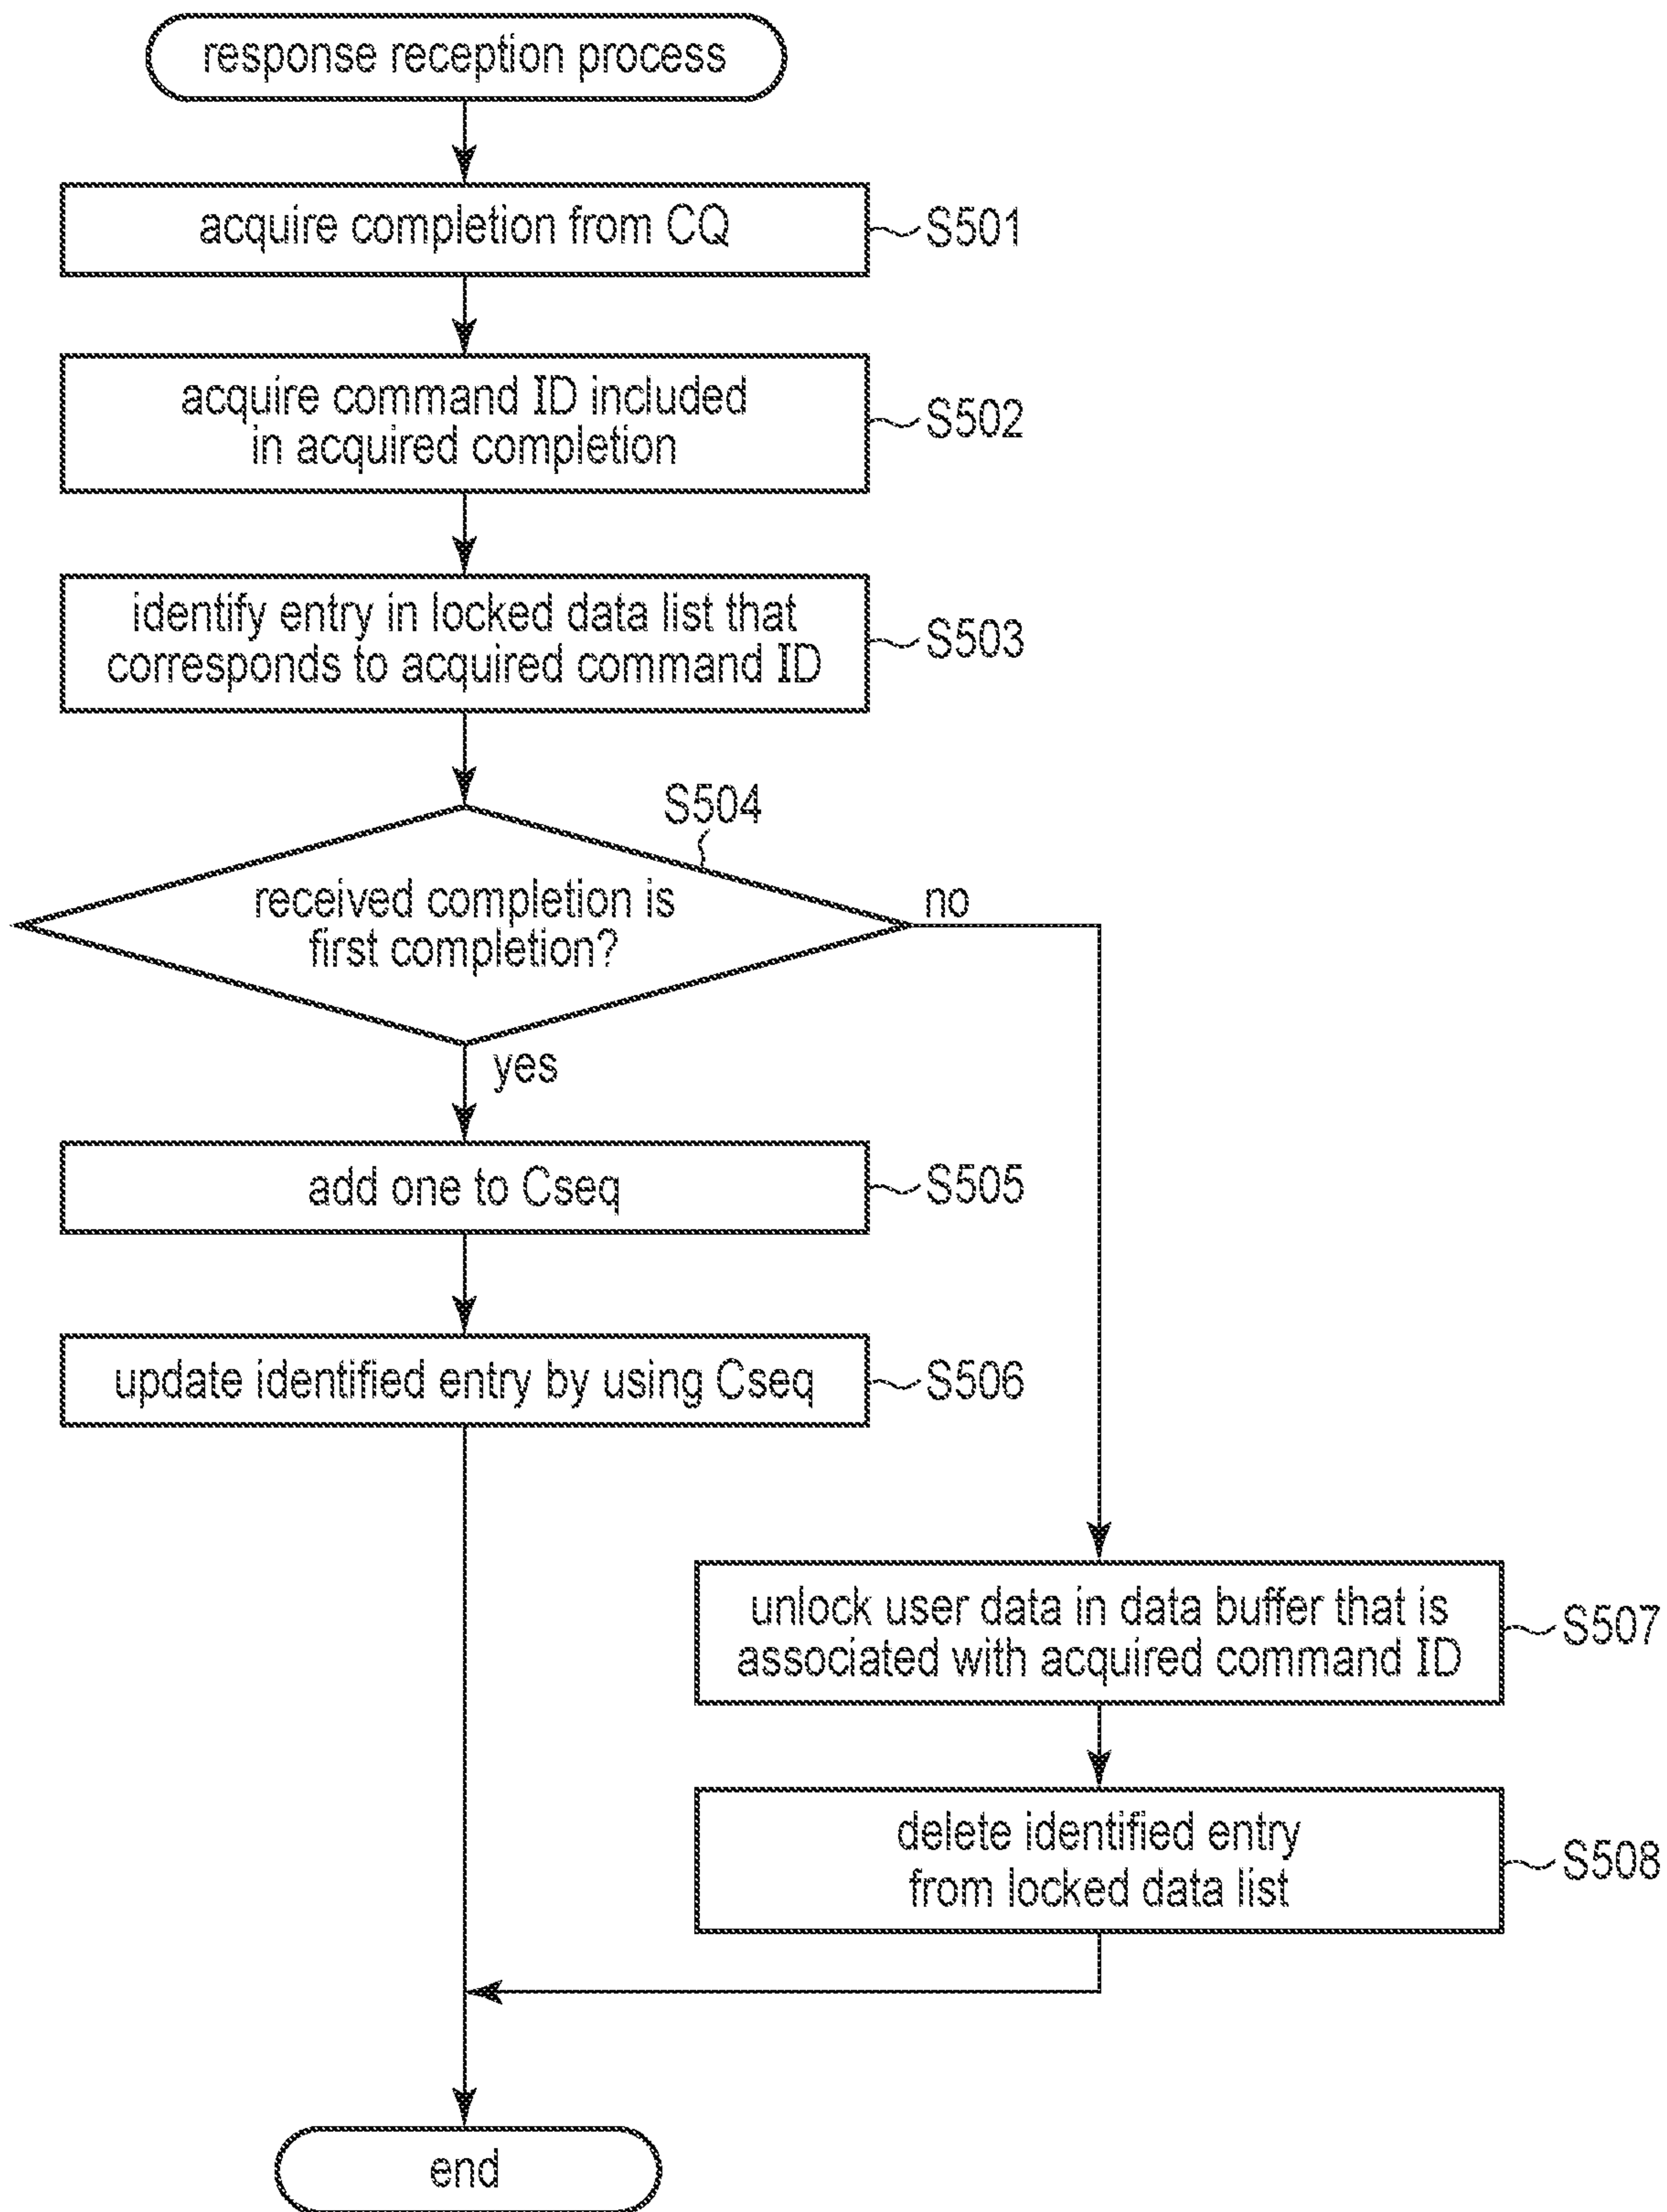 response reception process
acquire completion from CQ
S501
acquire command ID included
in acquired completion
S502
identify entry in locked data list that
corresponds to acquired command ID
S503
S504
received completion is
first completion?
no
yes
add one to Cseq
S505
update identified entry by using Cseq
S506
unlock user data in data buffer that is
associated with acquired command ID
S507
delete identified entry
from locked data list
S508
end